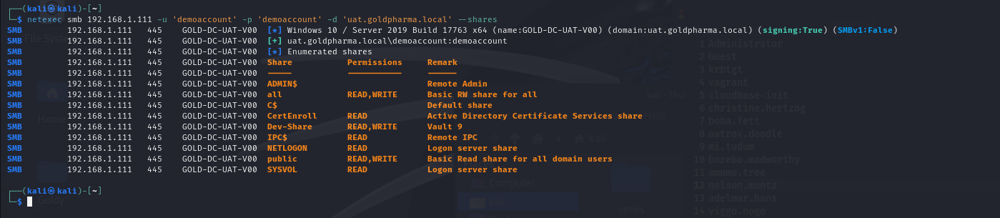 ┌──(kali㉿kali)-[~]
└─$ netexec smb 192.168.1.111 -u 'demoaccount' -p 'demoaccount' -d 'uat.goldpharma.local' --shares
SMB 192.168.1.111 445 GOLD-DC-UAT-V00 [*] Windows 10 / Server 2019 Build 17763 x64 (name:GOLD-DC-UAT-V00) (domain:uat.goldpharma.local) (signing:True) (SMBv1:False)
SMB 192.168.1.111 445 GOLD-DC-UAT-V00 [+] uat.goldpharma.local\demoaccount:demoaccount
SMB 192.168.1.111 445 GOLD-DC-UAT-V00 [*] Enumerated shares
SMB 192.168.1.111 445 GOLD-DC-UAT-V00 Share Permissions Remark
SMB 192.168.1.111 445 GOLD-DC-UAT-V00 ----- ----------- ------
SMB 192.168.1.111 445 GOLD-DC-UAT-V00 ADMIN$ Remote Admin
SMB 192.168.1.111 445 GOLD-DC-UAT-V00 all READ,WRITE Basic RW share for all
SMB 192.168.1.111 445 GOLD-DC-UAT-V00 C$ Default share
SMB 192.168.1.111 445 GOLD-DC-UAT-V00 CertEnroll READ Active Directory Certificate Services share
SMB 192.168.1.111 445 GOLD-DC-UAT-V00 Dev-Share READ,WRITE Vault 9
SMB 192.168.1.111 445 GOLD-DC-UAT-V00 IPC$ READ Remote IPC
SMB 192.168.1.111 445 GOLD-DC-UAT-V00 NETLOGON READ Logon server share
SMB 192.168.1.111 445 GOLD-DC-UAT-V00 public READ,WRITE Basic Read share for all domain users
SMB 192.168.1.111 445 GOLD-DC-UAT-V00 SYSVOL READ Logon server share
┌──(kali㉿kali)-[~]
└─$
File System
Home
Goldy
Help
kali
Computer
kali
venvs
1 Administrator
2 Guest
3 krbtgt
4 vagrant
5 cloudbase-init
6 christine.hertzog
7 boba.fett
8 aatrox.doodle
9 mi.tudum
10 borebo.madworthy
11 amumu.tree
12 nelson.muntz
13 adelmar.hans
14 viggo.mogo